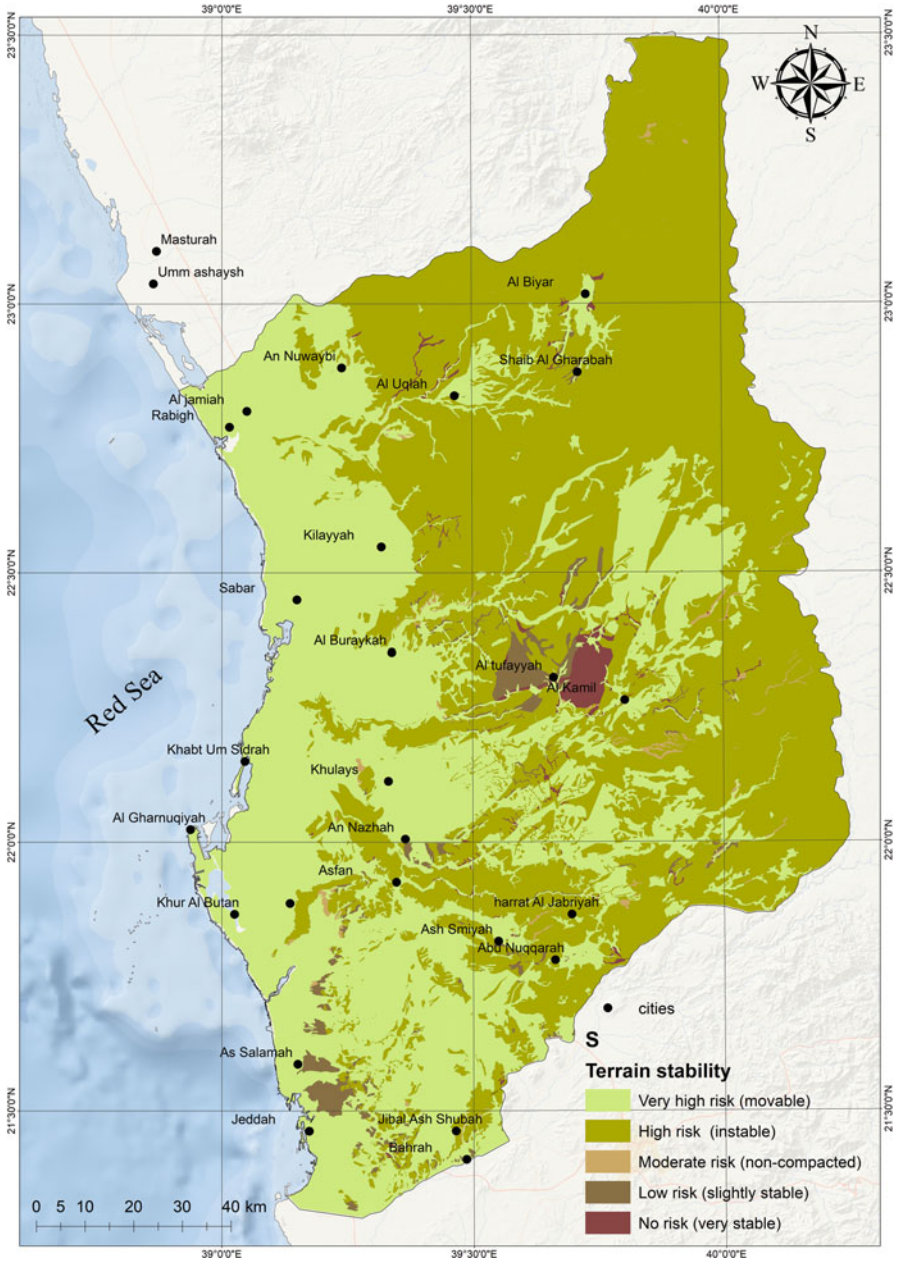 39°0'0"E
39°30'0"E
40°0'0"E
23°30'0"N
23°30'0"N
N
W
E
S
Masturah
Umm ashaysh
Al Biyar
23°0'0"N
23°0'0"N
An Nuwaybi
Shaib Al Gharabah
Al Uqlah
Al jamiah
Rabigh
Kilayyah
22°30'0"N
22°30'0"N
Sabar
Al Buraykah
Al tufayyah
Al Kamil
Red Sea
Khabt Um Sidrah
Khulays
Al Gharnuqiyah
An Nazhah
22°0'0"N
22°0'0"N
Asfan
Khur Al Butan
harrat Al Jabriyah
Ash Smiyah
Abu Nuqqarah
cities
S
As Salamah
Terrain stability
Very high risk (movable)
21°30'0"N
21°30'0"N
Jeddah
Jibal Ash Shubah
High risk (instable)
Bahrah
Moderate risk (non-compacted)
Low risk (slightly stable)
0 5 10 20 30 40 km
No risk (very stable)
39°0'0"E
39°30'0"E
40°0'0"E